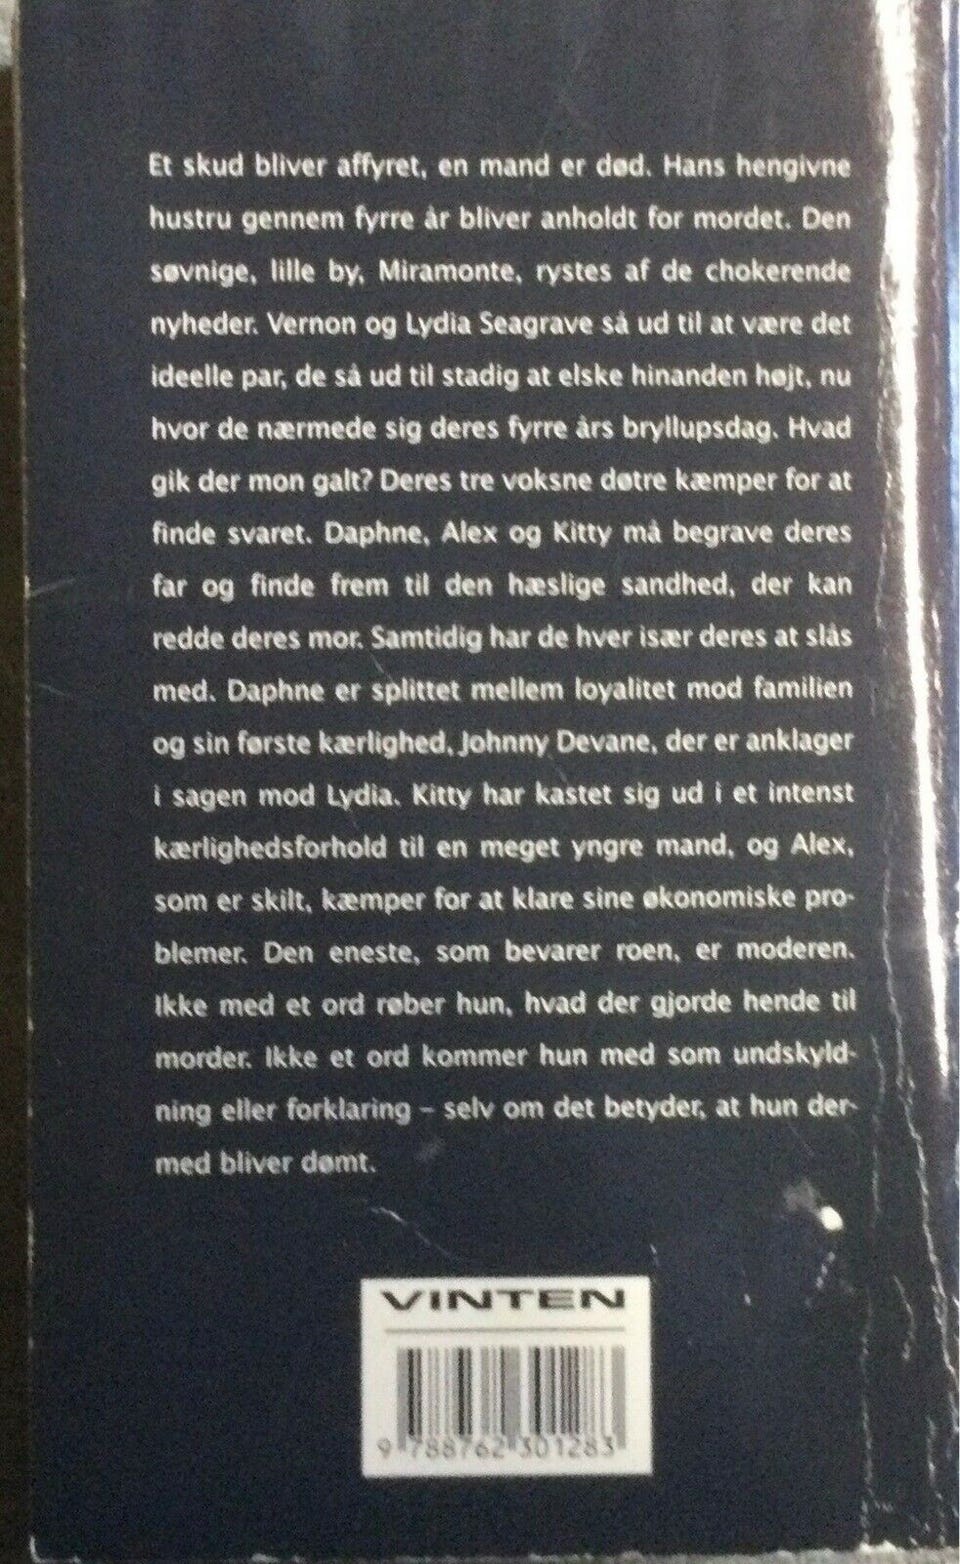 Et skud bliver affyret, en mand er død. Hans hengivne
hustru gennem fyrre år bliver anholdt for mordet. Den
søvnige, lille by, Miramonte, rystes af de chokerende
nyheder. Vernon og Lydia Seagrave så ud til at være det
ideelle par, de så ud til stadig at elske hinanden højt, nu
hvor de nærmede sig deres fyrre års bryllupsdag. Hvad
gik der mon galt? Deres tre voksne døtre kæmper for at
finde svaret. Daphne, Alex og Kitty må begrave deres
far og finde frem til den hæslige sandhed, der kan
redde deres mor. Samtidig har de hver især deres at slås
med. Daphne er splittet mellem loyalitet mod familien
og sin første kærlighed, Johnny Devane, der er anklager
i sagen mod Lydia. Kitty har kastet sig ud i et intenst
kærlighedsforhold til en meget yngre mand, og Alex,
som er skilt, kæmper for at klare sine økonomiske pro-
blemer. Den eneste, som bevarer roen, er moderen.
Ikke med et ord røber hun, hvad der gjorde hende til
morder. Ikke et ord kommer hun med som undskyld-
ning eller forklaring – selv om det betyder, at hun der-
med bliver dømt.
VINTEN
9 788762 301283